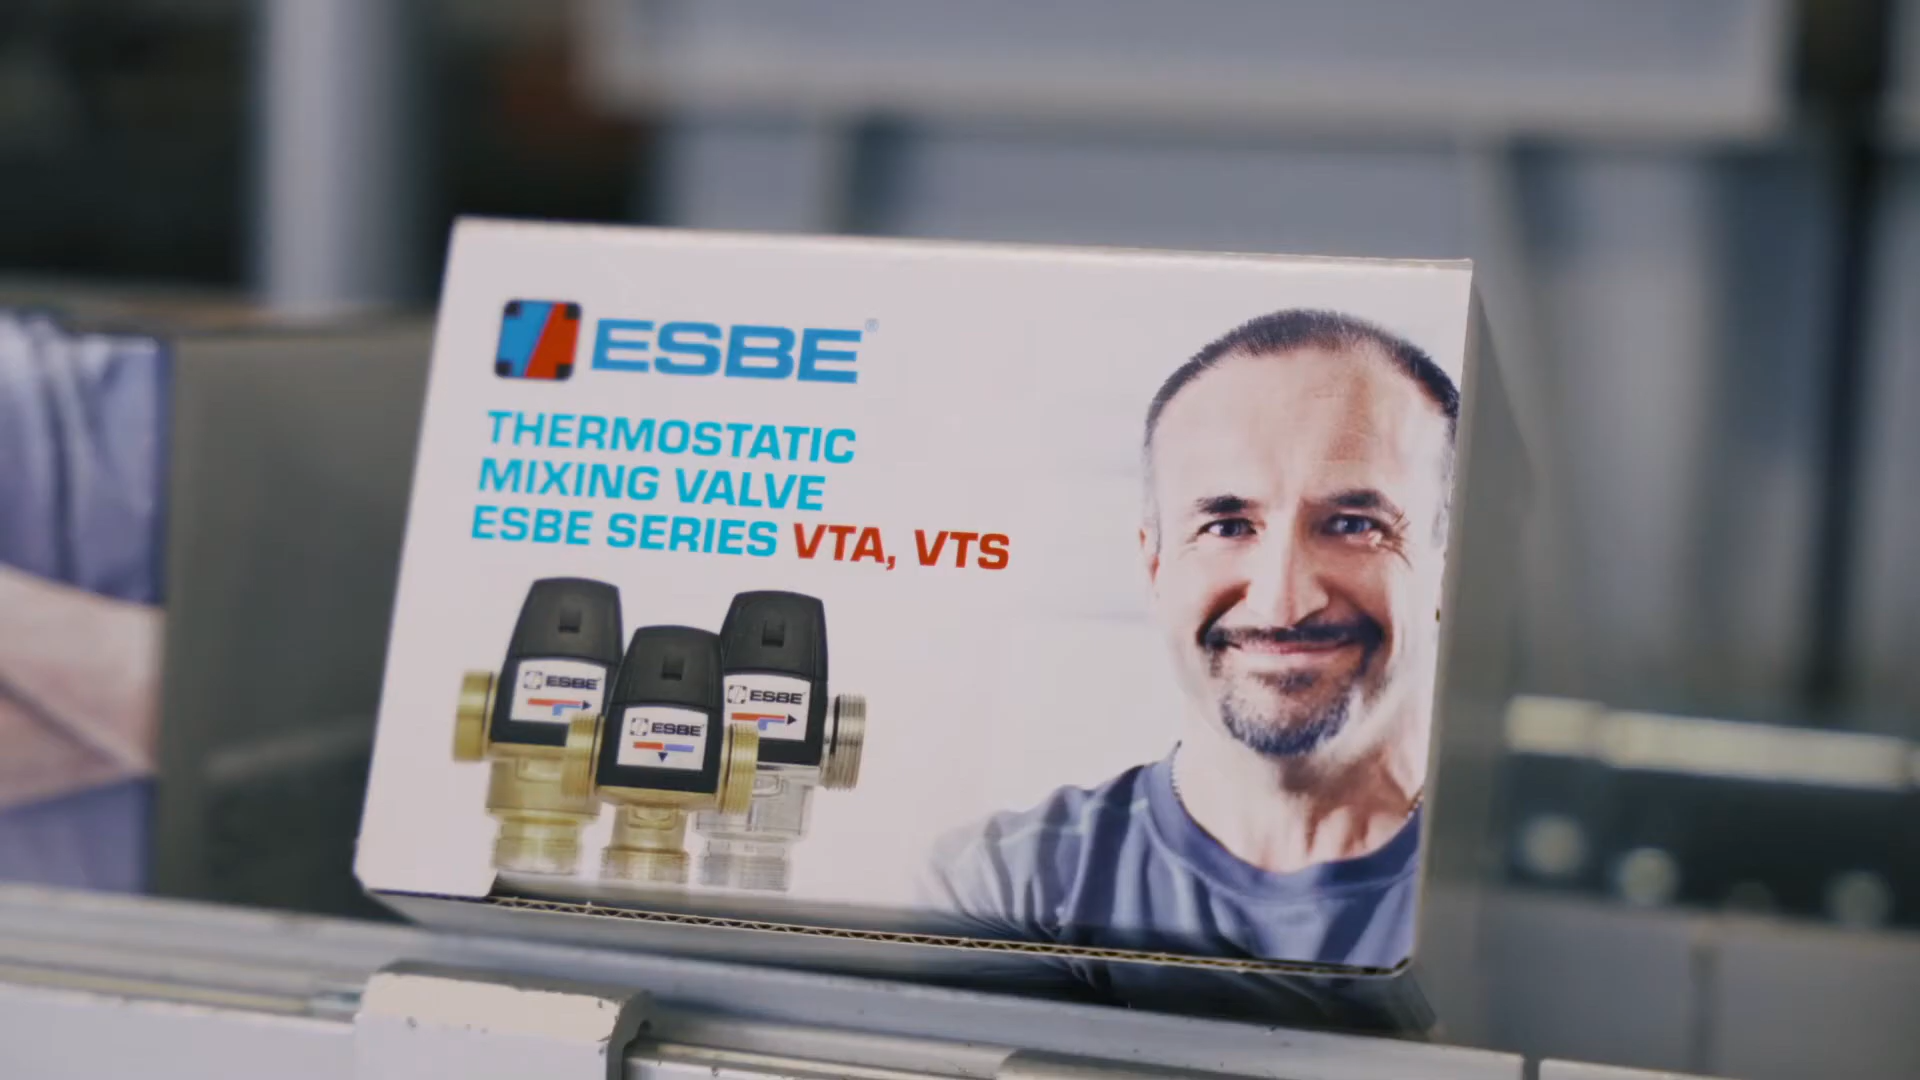 ESBE®
THERMOSTATIC
MIXING VALVE
ESBE SERIES VTA, VTS
ESBE
ESBE
ESBE